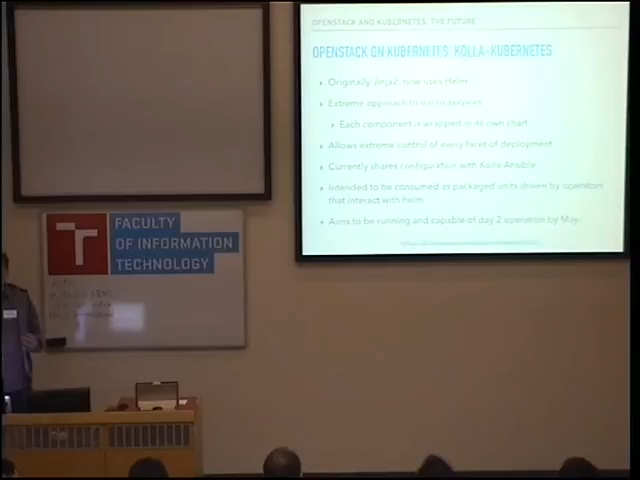 OPENSTACK AND KUBERNETES: THE FUTURE
OPENSTACK ON KUBERNETES: KOLLA-KUBERNETES
Originally Jinja2, now uses Helm
Extreme approach to microservices
Each component is wrapped in its own chart
Allows extreme control of every facet of deployment
Currently shares configuration with Kolla-Ansible
Intended to be consumed as packaged units driven by operators
that interact with helm
Aims to be running and capable of day 2 operation by May
FACULTY
OF INFORMATION
TECHNOLOGY